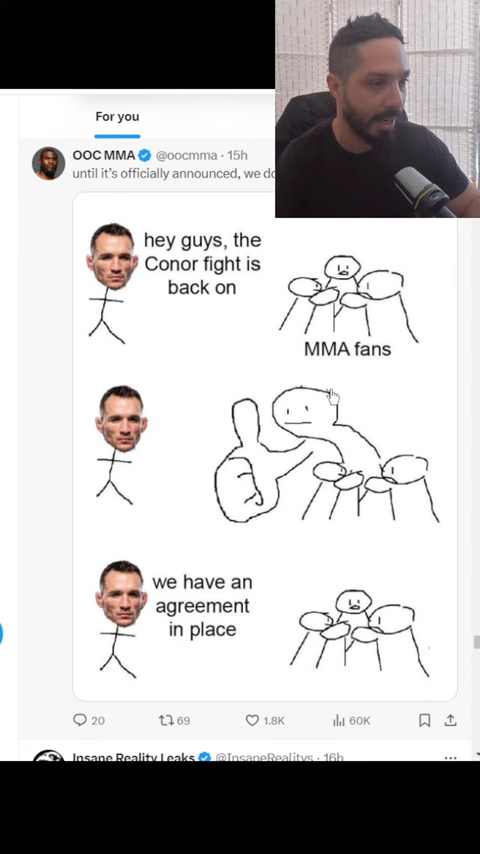 For you
OOC MMA @oocmma · 15h
until it's officially announced, we do
hey guys, the
Conor fight is
back on
MMA fans
we have an
agreement
in place
20 69 1.8K 60K
Insane Reality Leaks @InsaneRealitys · 16h